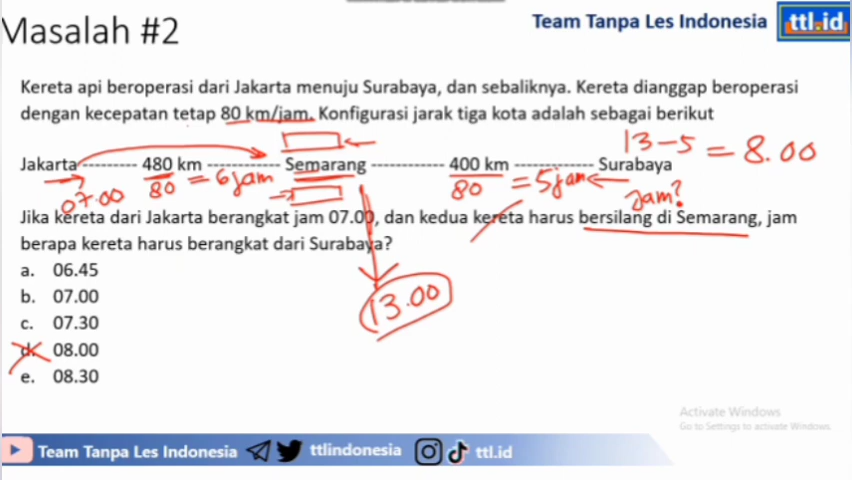 Masalah #2
Team Tanpa Les Indonesia
ttl.id
Kereta api beroperasi dari Jakarta menuju Surabaya, dan sebaliknya. Kereta dianggap beroperasi
dengan kecepatan tetap 80 km/jam. Konfigurasi jarak tiga kota adalah sebagai berikut
13-5 = 8.00
Jakarta ---------- 480 km ------------- Semarang ------------- 400 km -------------- Surabaya
07.00
80 = 6 jam
80 = 5 jam
Jam?
Jika kereta dari Jakarta berangkat jam 07.00, dan kedua kereta harus bersilang di Semarang, jam
berapa kereta harus berangkat dari Surabaya?
13.00
a. 06.45
b. 07.00
c. 07.30
d. 08.00
e. 08.30
Activate Windows
Go to Settings to activate Windows.
Team Tanpa Les Indonesia
ttlindonesia
ttl.id